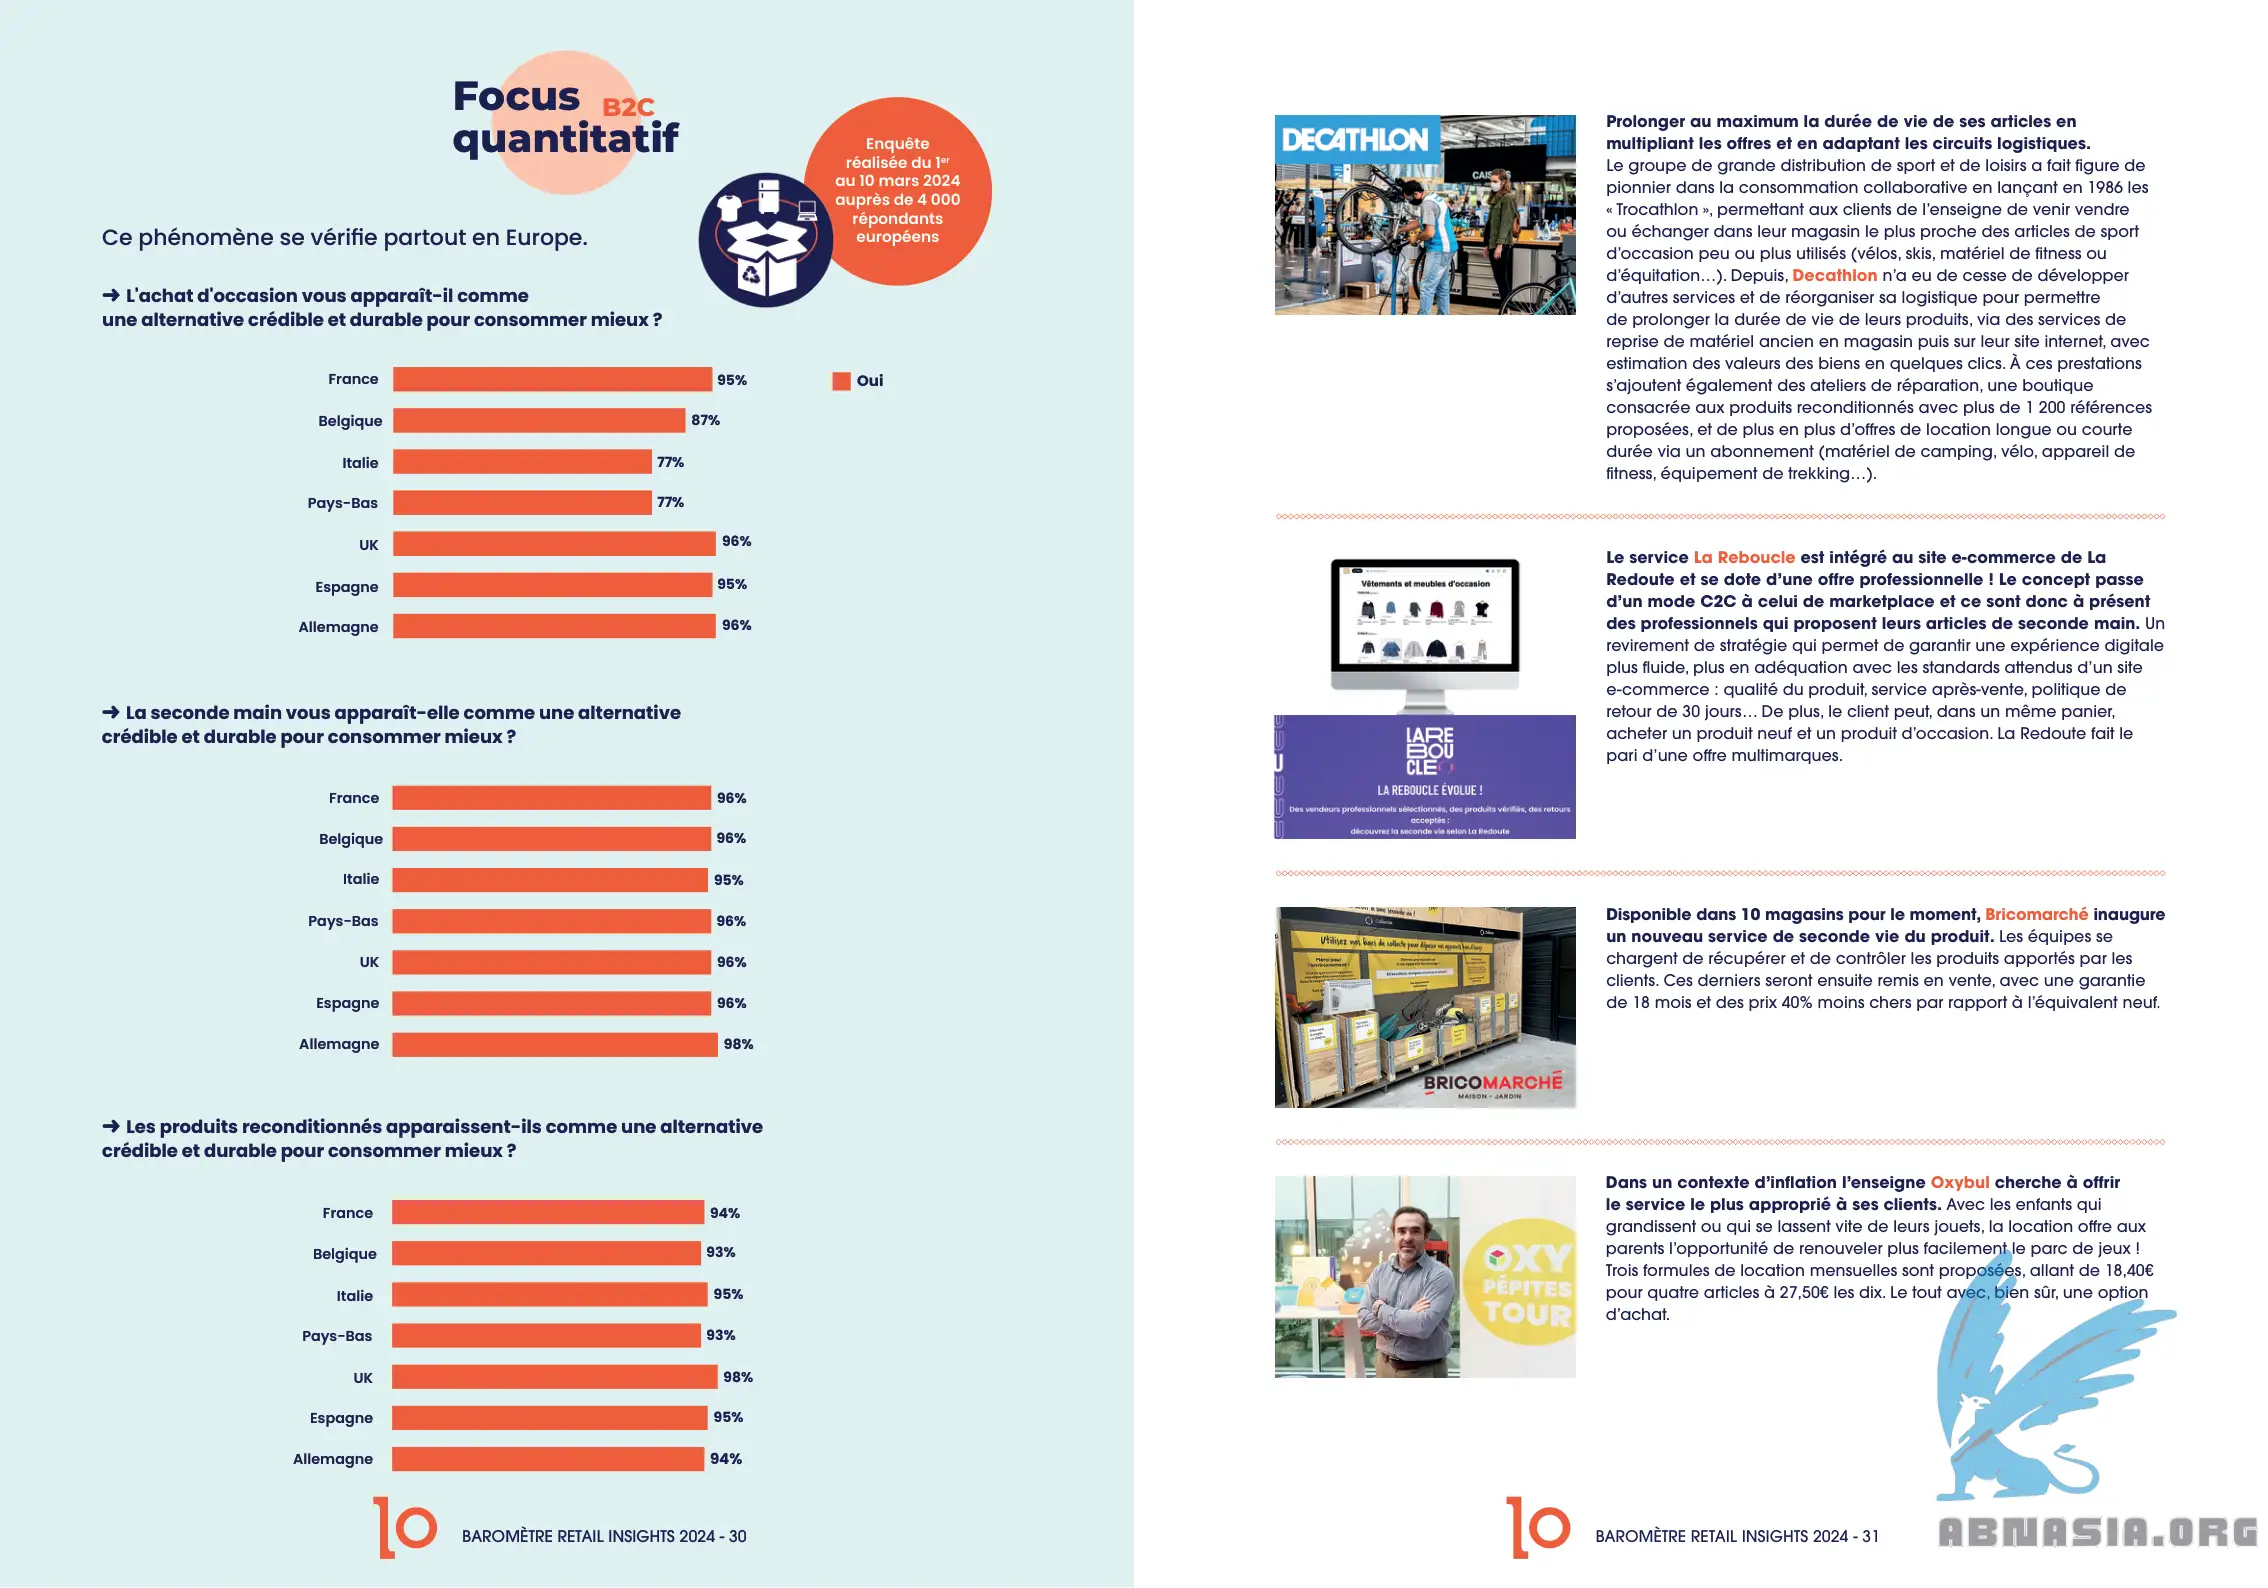 Focus B2C
quantitatif
Enquête
réalisée du 1er
au 10 mars 2024
auprès de 4 000
répondants
européens
Ce phénomène se vérifie partout en Europe.
➜ L'achat d'occasion vous apparaît-il comme
une alternative crédible et durable pour consommer mieux ?
France 95%
Oui
Belgique 87%
Italie 77%
Pays-Bas 77%
UK 96%
Espagne 95%
Allemagne 96%
➜ La seconde main vous apparaît-elle comme une alternative
crédible et durable pour consommer mieux ?
France 96%
Belgique 96%
Italie 95%
Pays-Bas 96%
UK 96%
Espagne 96%
Allemagne 98%
➜ Les produits reconditionnés apparaissent-ils comme une alternative
crédible et durable pour consommer mieux ?
France 94%
Belgique 93%
Italie 95%
Pays-Bas 93%
UK 98%
Espagne 95%
Allemagne 94%
10 BAROMÈTRE RETAIL INSIGHTS 2024 - 30
DECATHLON
Prolonger au maximum la durée de vie de ses articles en
multipliant les offres et en adaptant les circuits logistiques.
Le groupe de grande distribution de sport et de loisirs a fait figure de
pionnier dans la consommation collaborative en lançant en 1986 les
« Trocathlon », permettant aux clients de l’enseigne de venir vendre
ou échanger dans leur magasin le plus proche des articles de sport
d’occasion peu ou plus utilisés (vélos, skis, matériel de fitness ou
d’équitation…). Depuis, Decathlon n’a eu de cesse de développer
d’autres services et de réorganiser sa logistique pour permettre
de prolonger la durée de vie de leurs produits, via des services de
reprise de matériel ancien en magasin puis sur leur site internet, avec
estimation des valeurs des biens en quelques clics. À ces prestations
s’ajoutent également des ateliers de réparation, une boutique
consacrée aux produits reconditionnés avec plus de 1 200 références
proposées, et de plus en plus d’offres de location longue ou courte
durée via un abonnement (matériel de camping, vélo, appareil de
fitness, équipement de trekking…).
Vêtements et meubles d'occasion
LA RE
BOU
CLE
LA REBOUCLE ÉVOLUE !
Des vendeurs professionnels sélectionnés, des produits vérifiés, des retours
acceptés :
découvrez la seconde vie selon La Redoute
Le service La Reboucle est intégré au site e-commerce de La
Redoute et se dote d’une offre professionnelle ! Le concept passe
d’un mode C2C à celui de marketplace et ce sont donc à présent
des professionnels qui proposent leurs articles de seconde main. Un
revirement de stratégie qui permet de garantir une expérience digitale
plus fluide, plus en adéquation avec les standards attendus d’un site
e-commerce : qualité du produit, service après-vente, politique de
retour de 30 jours… De plus, le client peut, dans un même panier,
acheter un produit neuf et un produit d’occasion. La Redoute fait le
pari d’une offre multimarques.
Utilisez nos bacs de collecte pour déposer vos appareils
BRICOMARCHÉ
MAISON - JARDIN
Disponible dans 10 magasins pour le moment, Bricomarché inaugure
un nouveau service de seconde vie du produit. Les équipes se
chargent de récupérer et de contrôler les produits apportés par les
clients. Ces derniers seront ensuite remis en vente, avec une garantie
de 18 mois et des prix 40% moins chers par rapport à l’équivalent neuf.
OXY
PÉPITES
TOUR
Dans un contexte d’inflation l’enseigne Oxybul cherche à offrir
le service le plus approprié à ses clients. Avec les enfants qui
grandissent ou qui se lassent vite de leurs jouets, la location offre aux
parents l’opportunité de renouveler plus facilement le parc de jeux !
Trois formules de location mensuelles sont proposées, allant de 18,40€
pour quatre articles à 27,50€ les dix. Le tout avec, bien sûr, une option
d’achat.
10 BAROMÈTRE RETAIL INSIGHTS 2024 - 31
ABNASIA.ORG